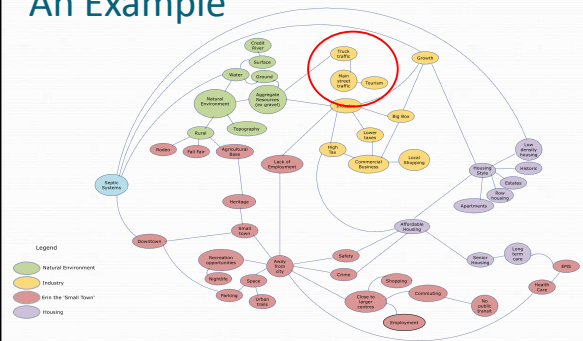 An Example
Credit
River
Surface
Water
Ground
Natural
Environment
Aggregate
Resources
(ex gravel)
Topography
Rural
Rodeo
Fall Fair
Agricultural
Base
Truck
traffic
Main
street
traffic
Tourism
Growth
Big Box
Lower
taxes
High
Tax
Commercial
Business
Local
Shopping
Lack of
Employment
Septic
Systems
Housing
Style
Low
density
housing
Historic
Estates
Row
housing
Apartments
Heritage
Small
town
Downtown
Away
from
city
Recreation
opportunities
Nightlife
Space
Parking
Urban
trails
Safety
Crime
Affordable
Housing
Senior
Housing
Long
term
care
EMS
Health
Care
Shopping
Close to
larger
centres
Commuting
No
public
transit
Employment
Legend
Natural Environment
Industry
Erin the 'Small Town'
Housing